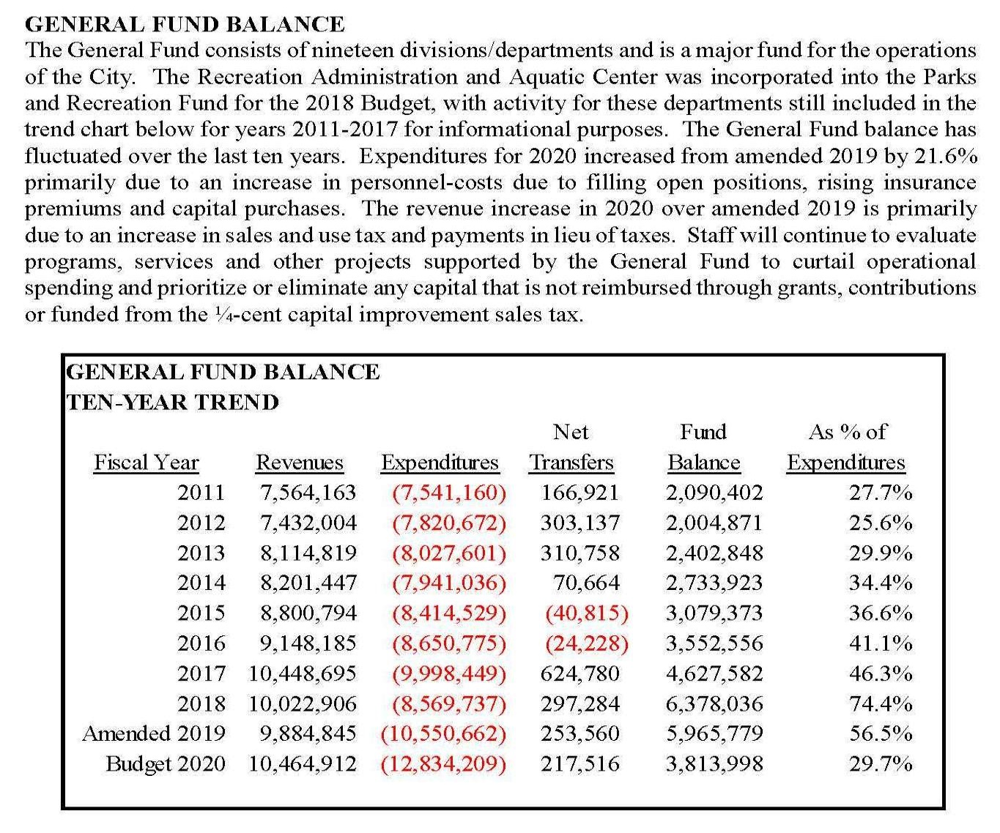 GENERAL FUND BALANCE
The General Fund consists of nineteen divisions/departments and is a major fund for the operations
of the City. The Recreation Administration and Aquatic Center was incorporated into the Parks
and Recreation Fund for the 2018 Budget, with activity for these departments still included in the
trend chart below for years 2011-2017 for informational purposes. The General Fund balance has
fluctuated over the last ten years. Expenditures for 2020 increased from amended 2019 by 21.6%
primarily due to an increase in personnel-costs due to filling open positions, rising insurance
premiums and capital purchases. The revenue increase in 2020 over amended 2019 is primarily
due to an increase in sales and use tax and payments in lieu of taxes. Staff will continue to evaluate
programs, services and other projects supported by the General Fund to curtail operational
spending and prioritize or eliminate any capital that is not reimbursed through grants, contributions
or funded from the ¼-cent capital improvement sales tax.
GENERAL FUND BALANCE
TEN-YEAR TREND
Net Fund As % of
Fiscal Year Revenues Expenditures Transfers Balance Expenditures
2011 7,564,163 (7,541,160) 166,921 2,090,402 27.7%
2012 7,432,004 (7,820,672) 303,137 2,004,871 25.6%
2013 8,114,819 (8,027,601) 310,758 2,402,848 29.9%
2014 8,201,447 (7,941,036) 70,664 2,733,923 34.4%
2015 8,800,794 (8,414,529) (40,815) 3,079,373 36.6%
2016 9,148,185 (8,650,775) (24,228) 3,552,556 41.1%
2017 10,448,695 (9,998,449) 624,780 4,627,582 46.3%
2018 10,022,906 (8,569,737) 297,284 6,378,036 74.4%
Amended 2019 9,884,845 (10,550,662) 253,560 5,965,779 56.5%
Budget 2020 10,464,912 (12,834,209) 217,516 3,813,998 29.7%